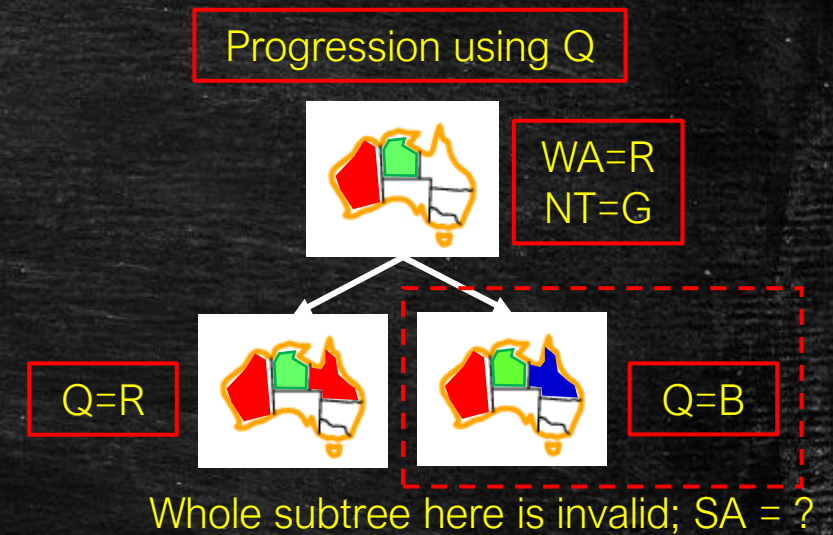 Progression using Q
WA=R
NT=G
Q=R
Q=B
Whole subtree here is invalid; SA = ?